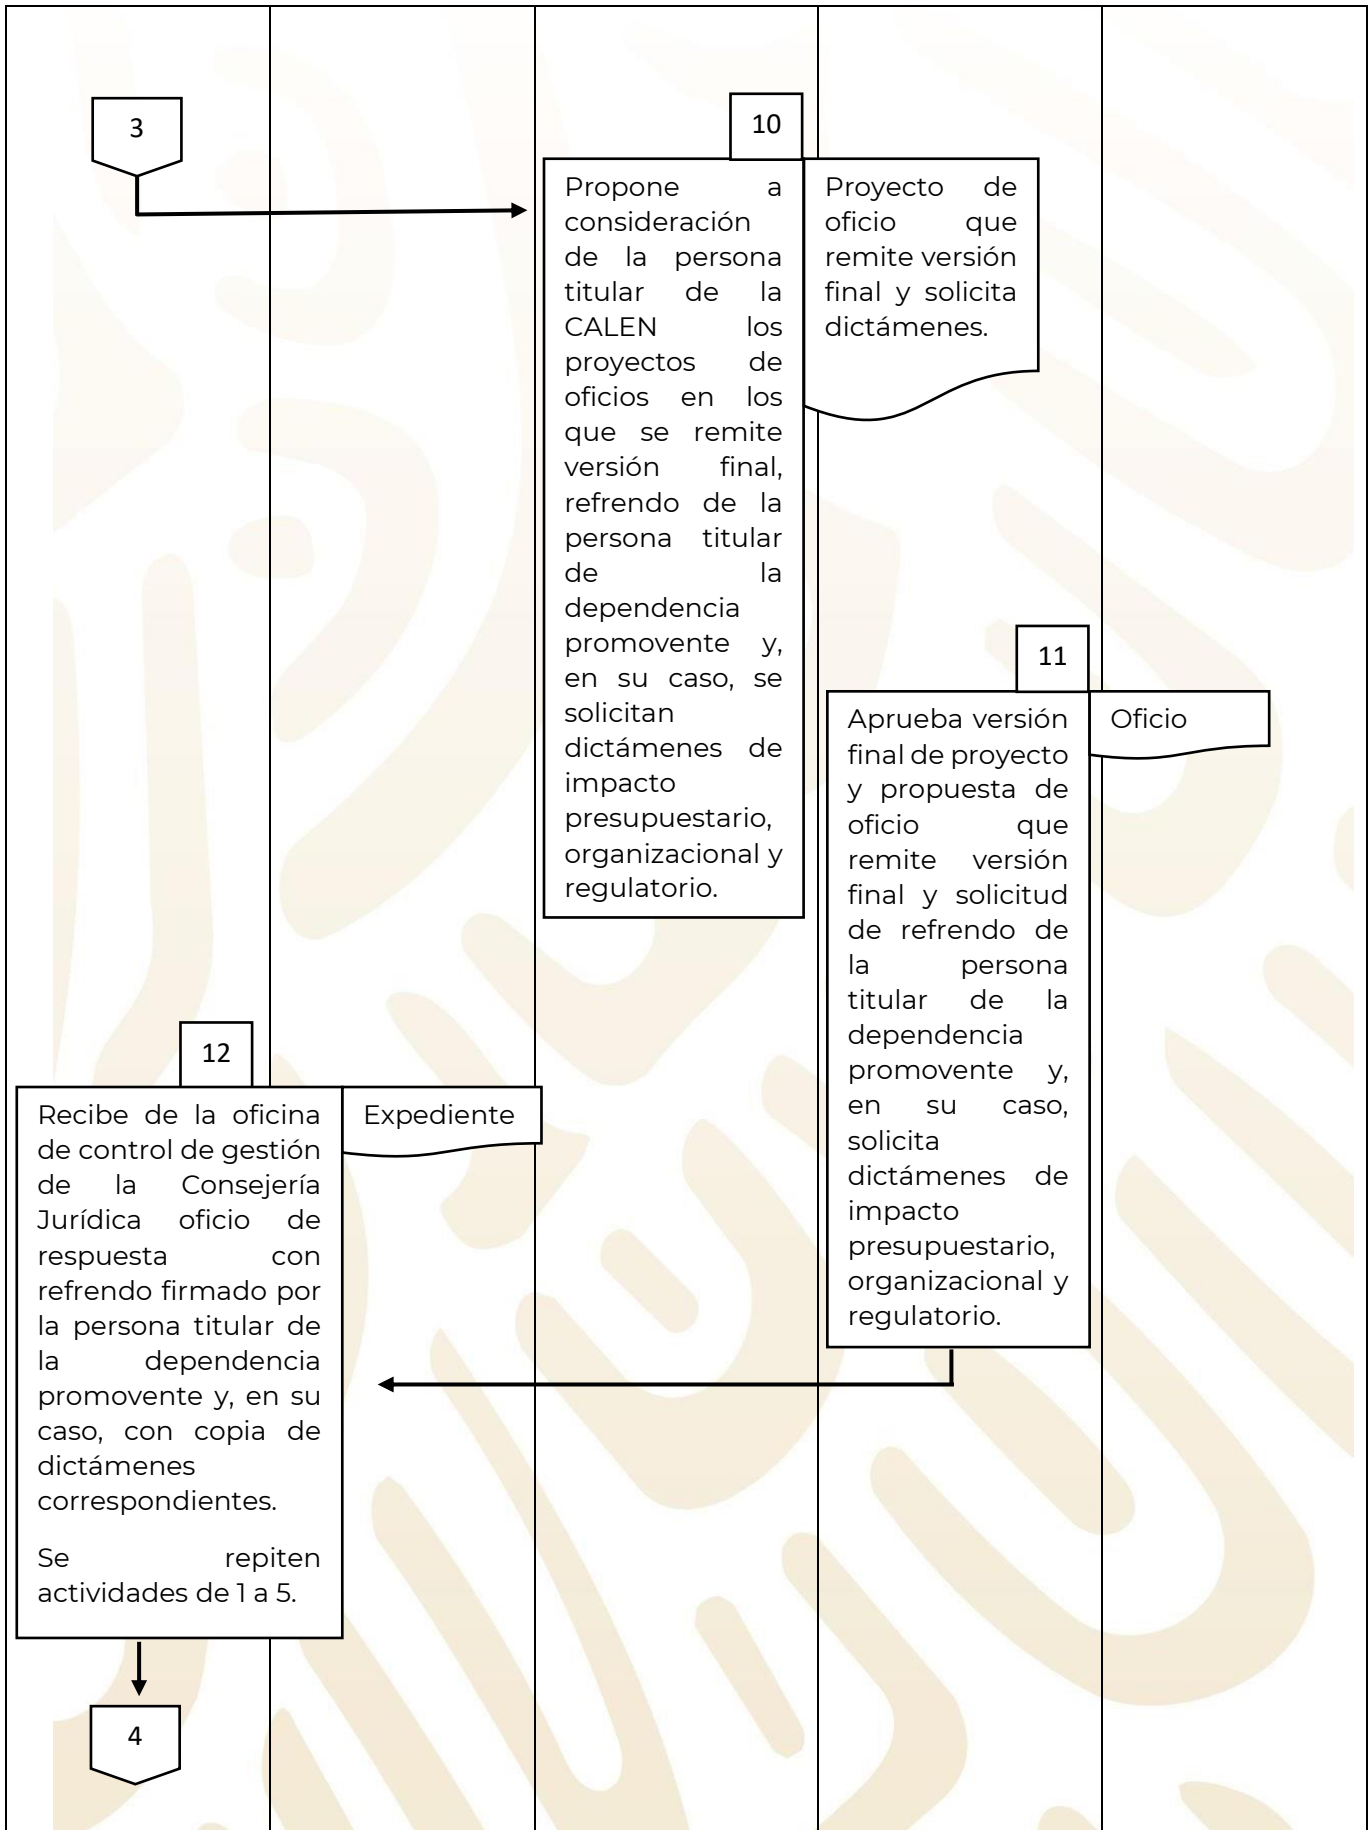 3
10
Propone a
consideración
de la persona
titular de la
CALEN los
proyectos de
oficios en los
que se remite
versión final,
refrendo de la
persona titular
de la
dependencia
promovente y,
en su caso, se
solicitan
dictámenes de
impacto
presupuestario,
organizacional y
regulatorio.
Proyecto de
oficio que
remite versión
final y solicita
dictámenes.
11
Aprueba versión
final de proyecto
y propuesta de
oficio que
remite versión
final y solicitud
de refrendo de
la persona
titular de la
dependencia
promovente y,
en su caso,
solicita
dictámenes de
impacto
presupuestario,
organizacional y
regulatorio.
Oficio
12
Recibe de la oficina
de control de gestión
de la Consejería
Jurídica oficio de
respuesta con
refrendo firmado por
la persona titular de
la dependencia
promovente y, en su
caso, con copia de
dictámenes
correspondientes.
Se repiten
actividades de 1 a 5.
Expediente
4